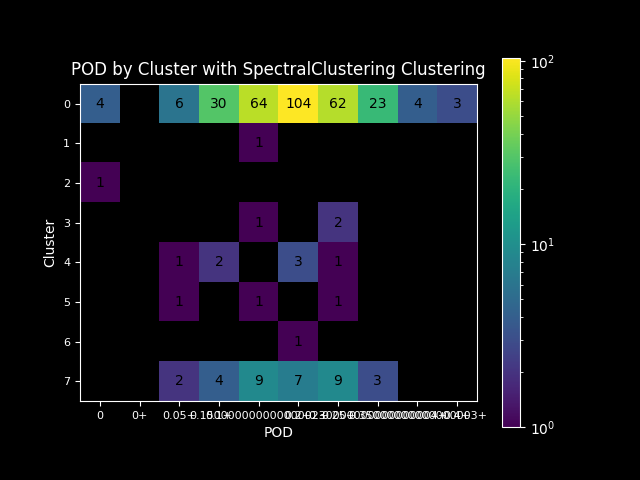 POD by Cluster with SpectralClustering Clustering
0 4 6 30 64 104 62 23 4 3
1 1
2 1
3 1 2
4 1 2 3 1
5 1 1 1
6 1
7 2 4 9 7 9 3
0 0+ 0.05+
POD
Cluster
10²
10¹
10⁰